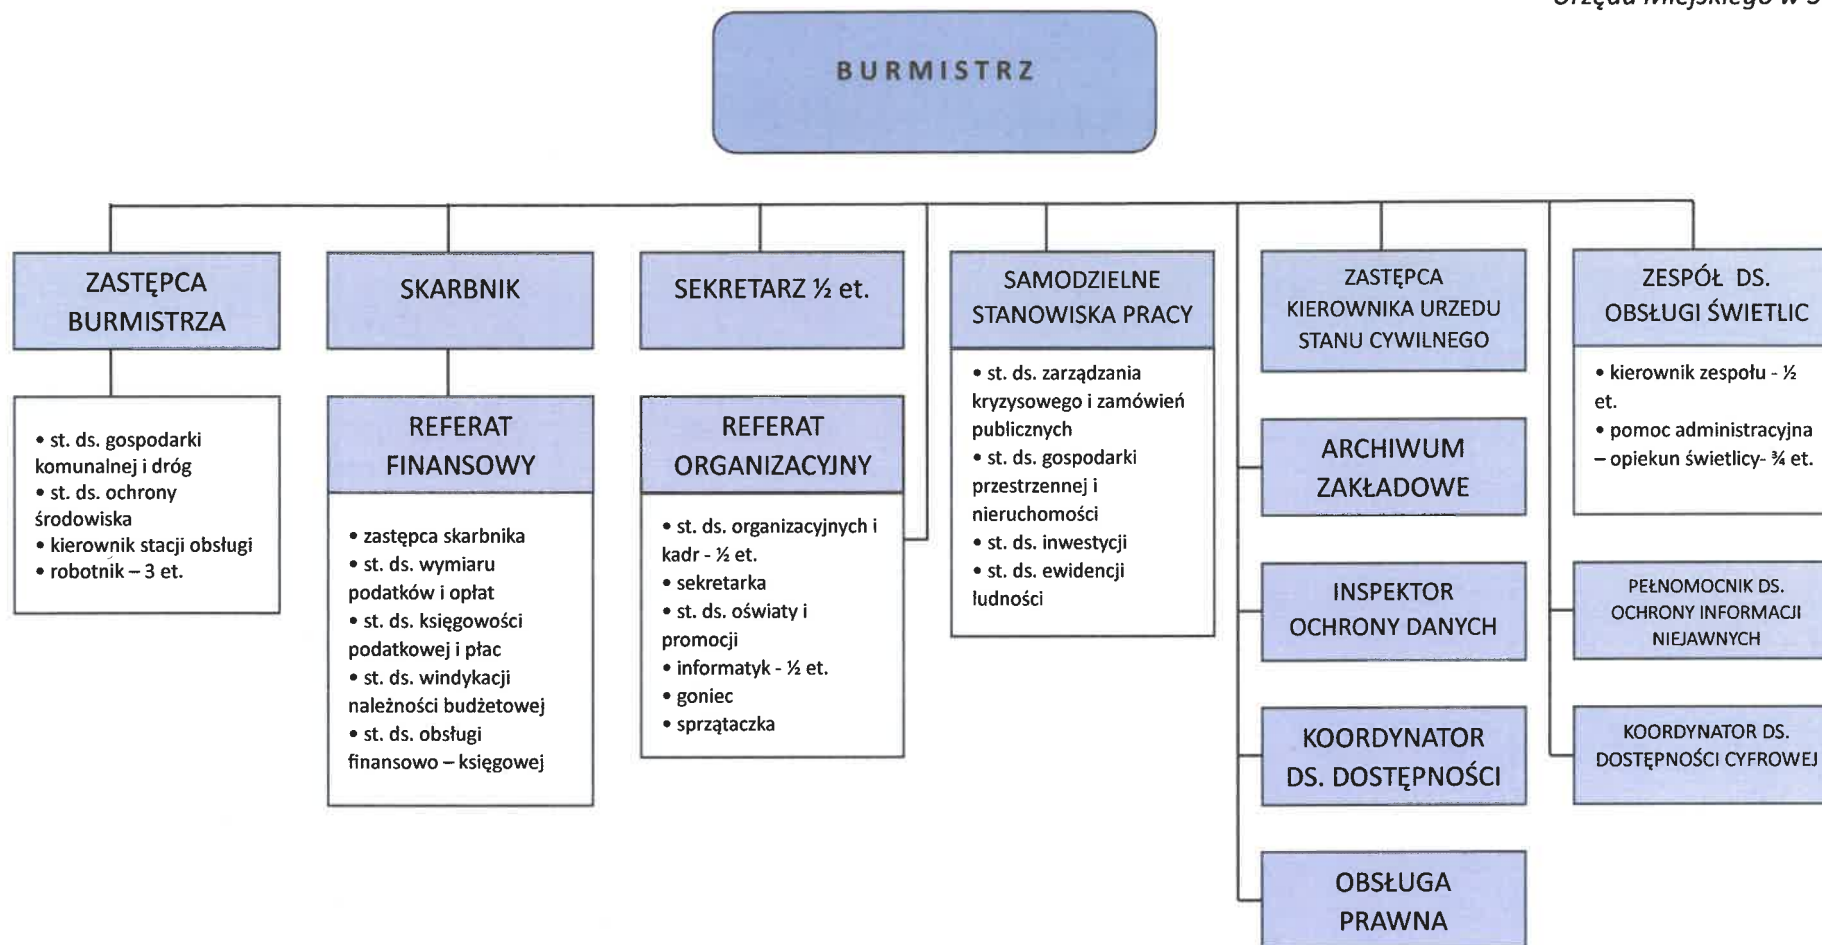 Urzędu Miejskiego w
BURMISTRZ
ZASTĘPCA
BURMISTRZA
• st. ds. gospodarki
komunalnej i dróg
• st. ds. ochrony
środowiska
• kierownik stacji obsługi
• robotnik – 3 et.
SKARBNIK
REFERAT
FINANSOWY
• zastępca skarbnika
• st. ds. wymiaru
podatków i opłat
• st. ds. księgowości
podatkowej i płac
• st. ds. windykacji
należności budżetowej
• st. ds. obsługi
finansowo – księgowej
SEKRETARZ ½ et.
REFERAT
ORGANIZACYJNY
• st. ds. organizacyjnych i
kadr - ½ et.
• sekretarka
• st. ds. oświaty i
promocji
• informatyk - ½ et.
• goniec
• sprzątaczka
SAMODZIELNE
STANOWISKA PRACY
• st. ds. zarządzania
kryzysowego i zamówień
publicznych
• st. ds. gospodarki
przestrzennej i
nieruchomości
• st. ds. inwestycji
• st. ds. ewidencji
ludności
ZASTĘPCA
KIEROWNIKA URZEDU
STANU CYWILNEGO
ARCHIWUM
ZAKŁADOWE
INSPEKTOR
OCHRONY DANYCH
KOORDYNATOR
DS. DOSTĘPNOŚCI
OBSŁUGA
PRAWNA
ZESPÓŁ DS.
OBSŁUGI ŚWIETLIC
• kierownik zespołu - ½
et.
• pomoc administracyjna
– opiekun świetlicy- ¾ et.
PEŁNOMOCNIK DS.
OCHRONY INFORMACJI
NIEJAWNYCH
KOORDYNATOR DS.
DOSTĘPNOŚCI CYFROWEJ